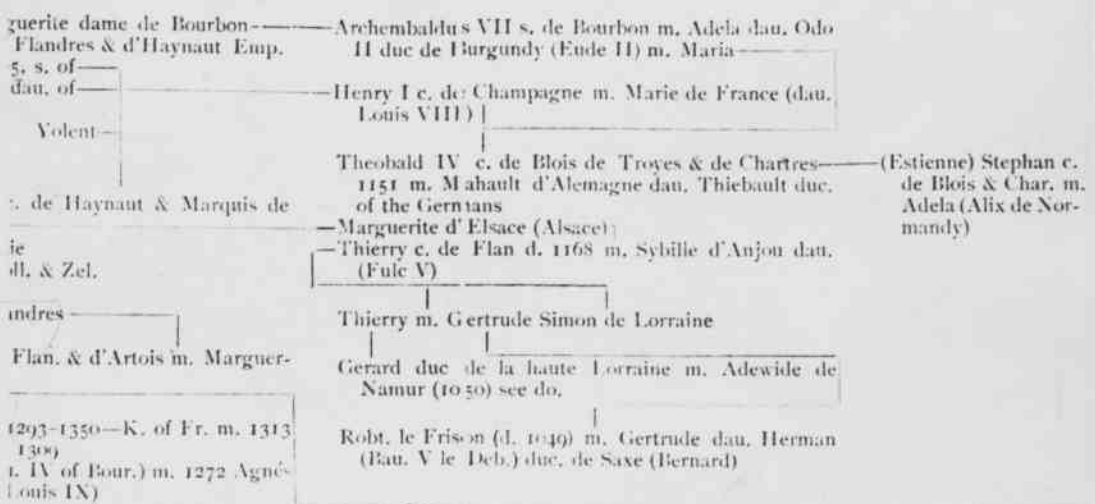 guerite dame de Bourbon
Flandres & d'Haynaut Emp.
5. s. of
dau. of
Yolent
. de Haynaut & Marquis de
ie
ll. & Zel.
andres
Flan. & d'Artois m. Marguer-
1293-1350—K. of Fr. m. 1313
1309
. IV of Bour.) m. 1272 Agné-
Louis IX)
Archembaldus VII s. de Bourbon m. Adela dau. Odo
II duc de Burgundy (Eude II) m. Maria
Henry I c. de Champagne m. Marie de France (dau.
Louis VIII)
Theobald IV c. de Blois de Troyes & de Chartres
1151 m. Mahault d'Alemagne dau. Thiebault duc.
of the Germans
Marguerite d'Elsace (Alsace)
Thierry c. de Flan d. 1168 m. Sybilie d'Anjou dau.
(Fulc V)
Thierry m. Gertrude Simon de Lorraine
Gerard duc de la haute Lorraine m. Adewide de
Namur (1050) see do.
Robt. le Frison (d. 1049) m. Gertrude dau. Herman
(Bau. V le Deb.) duc. de Saxe (Bernard)
(Estienne) Stephan c.
de Blois & Char. m.
Adela (Alix de Nor-
mandy)